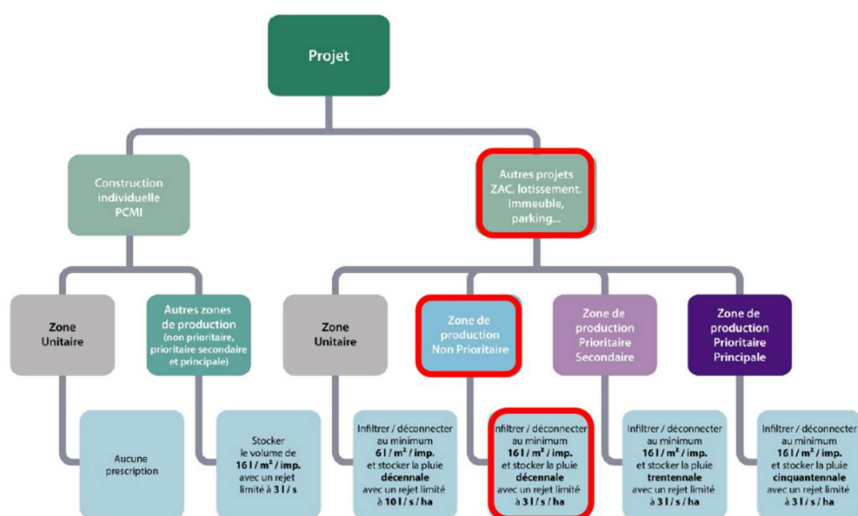 Projet
Construction
individuelle
PCMI
Autres projets
ZAC, lotissement,
immeuble,
parking...
Zone
Unitaire
Autres zones
de production
(non prioritaire,
prioritaire secondaire
et principale)
Zone
Unitaire
Zone de
production
Non Prioritaire
Zone de
production
Prioritaire
Secondaire
Zone de
production
Prioritaire
Principale
Aucune
prescription
Stocker
le volume de
16 l / m² / imp.
avec un rejet
limité à 3 l / s
Infiltrer / déconnecter
au minimum
6 l / m² / imp.
et stocker la pluie
décennale
avec un rejet limité
à 10 l / s / ha
Infiltrer / déconnecter
au minimum
16 l / m² / imp.
et stocker la pluie
décennale
avec un rejet limité
à 3 l / s / ha
Infiltrer / déconnecter
au minimum
16 l / m² / imp.
et stocker la pluie
trentennale
avec un rejet limité
à 3 l / s / ha
Infiltrer / déconnecter
au minimum
16 l / m² / imp.
et stocker la pluie
cinquantennale
avec un rejet limité
à 3 l / s / ha